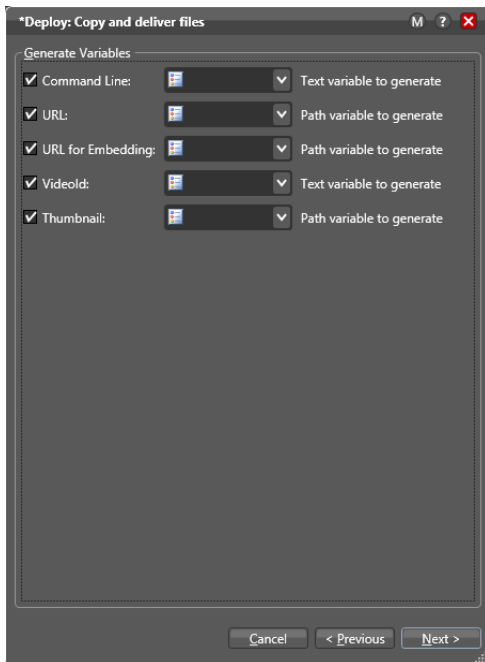 *Deploy: Copy and deliver files M ?
Generate Variables
Command Line: Text variable to generate
URL: Path variable to generate
URL for Embedding: Path variable to generate
VideoId: Text variable to generate
Thumbnail: Path variable to generate
Cancel < Previous Next >